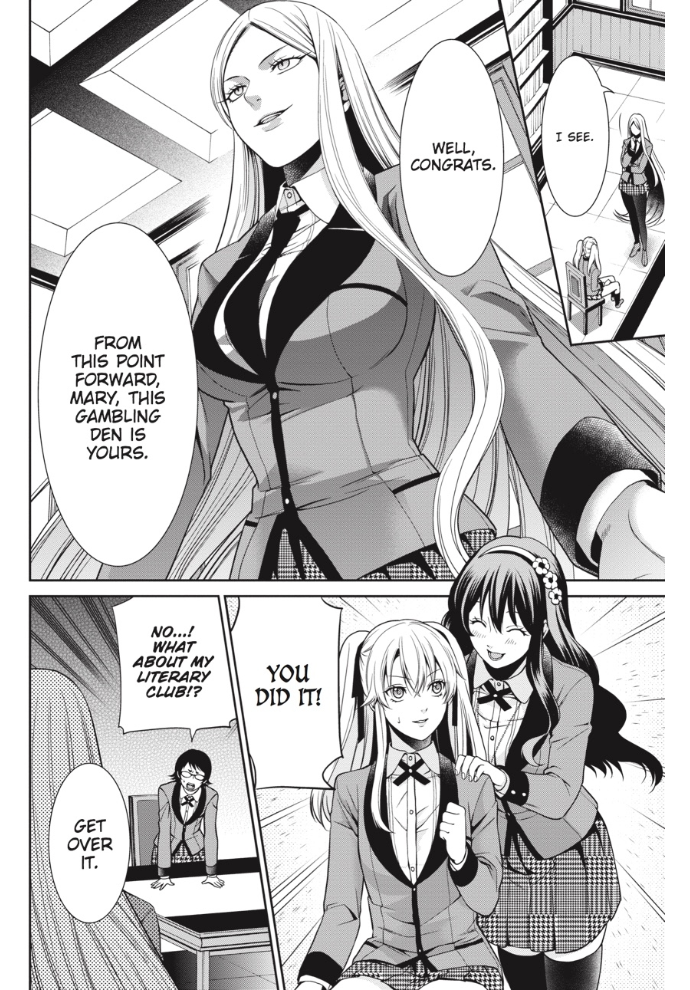 I SEE.
WELL,
CONGRATS.
FROM
THIS POINT
FORWARD,
MARY, THIS
GAMBLING
DEN IS
YOURS.
YOU
DID IT!
NO...!
WHAT
ABOUT MY
LITERARY
CLUB!?
GET
OVER
IT.